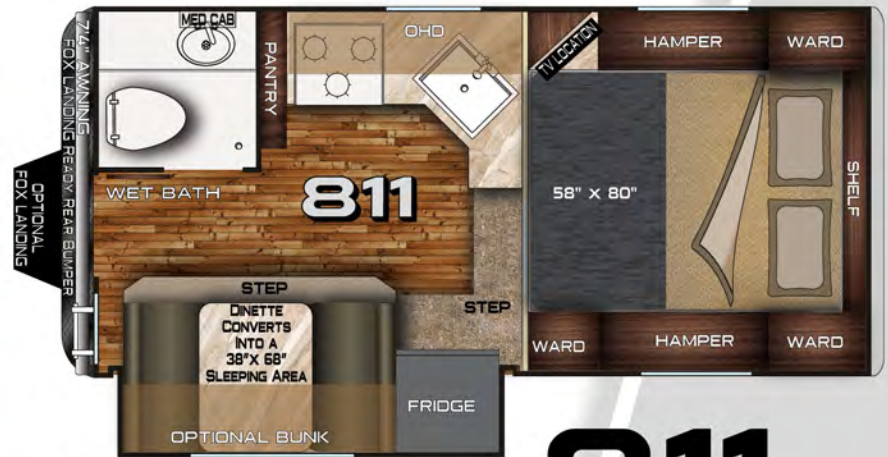 MED CAB
OHD
TV LOCATION
HAMPER
WARD
7'4" AWNING
FOX LANDING READY REAR BUMPER
PANTRY
OPTIONAL
FOX LANDING
WET BATH
811
58" X 80"
SHELF
STEP
DINETTE
CONVERTS
INTO A
38"X 68"
SLEEPING AREA
STEP
WARD
HAMPER
WARD
FRIDGE
OPTIONAL BUNK
811